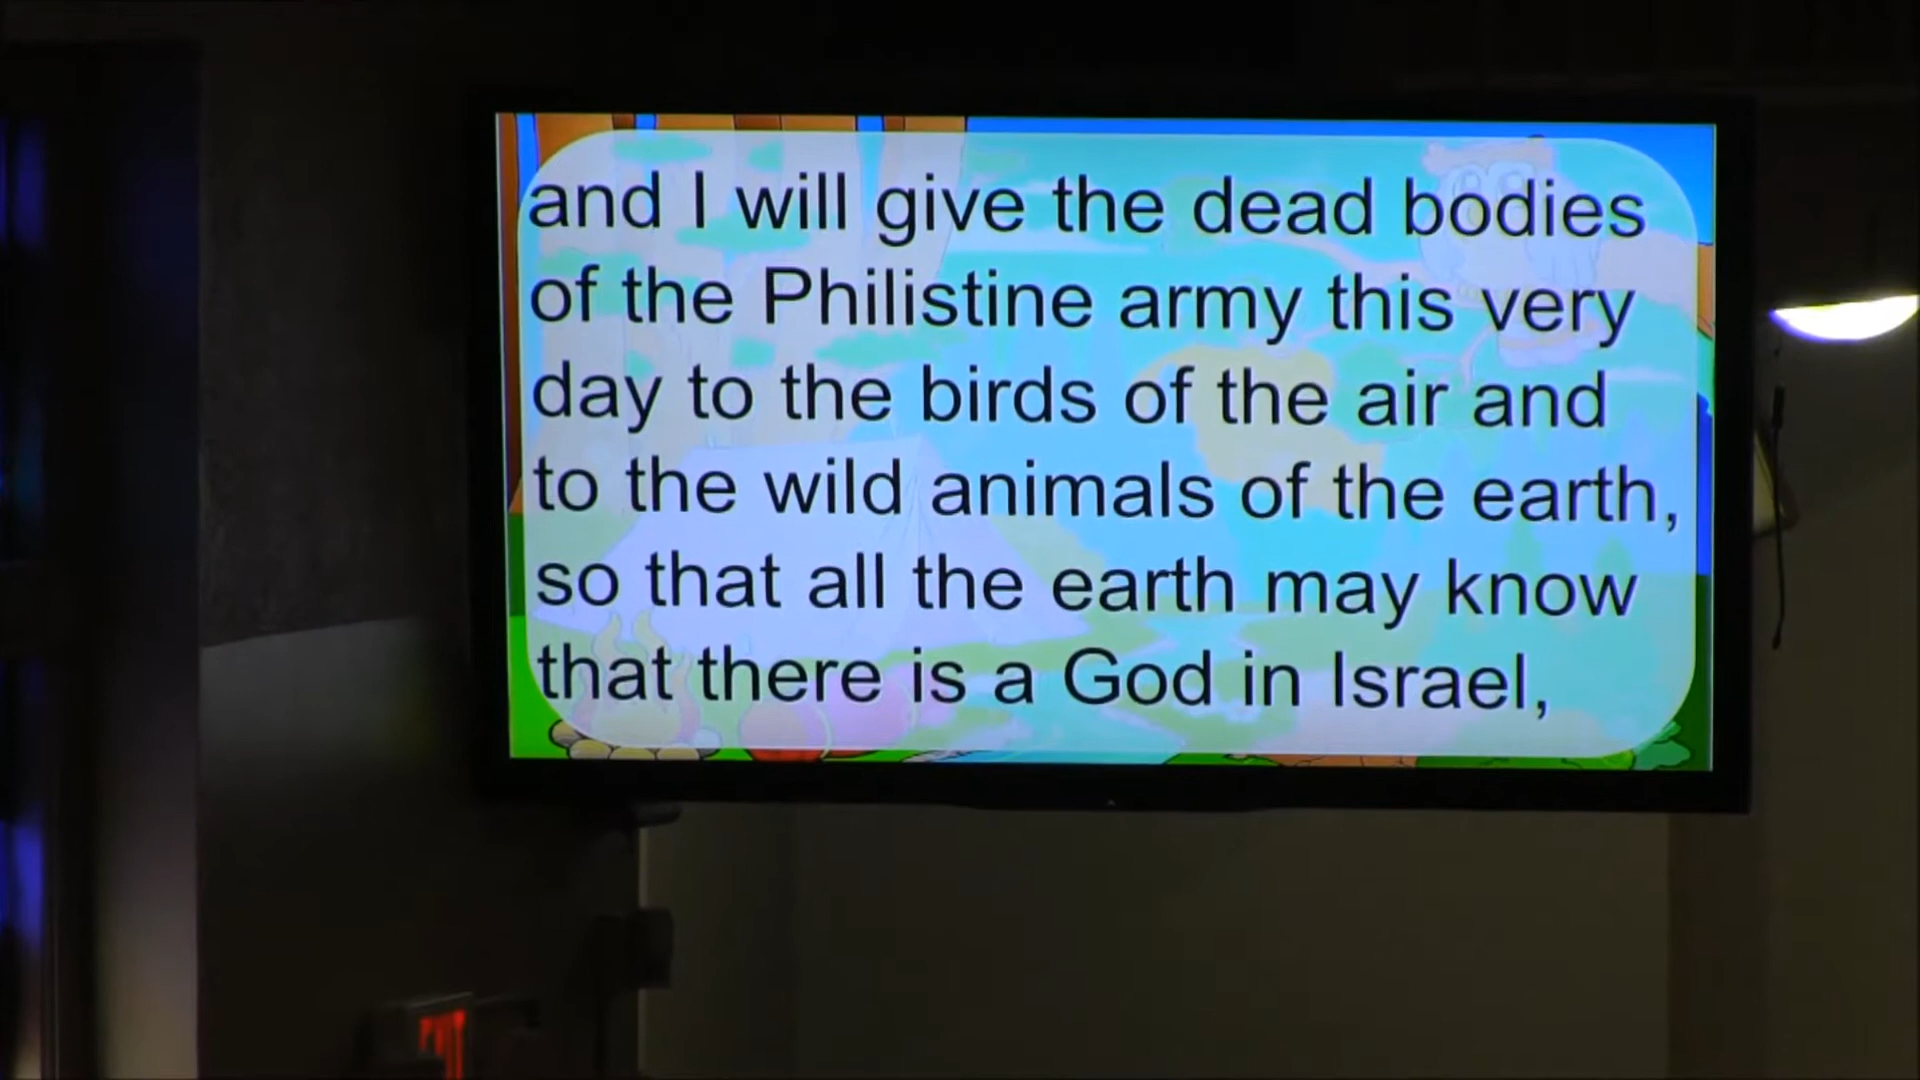 and I will give the dead bodies
of the Philistine army this very
day to the birds of the air and
to the wild animals of the earth,
so that all the earth may know
that there is a God in Israel,